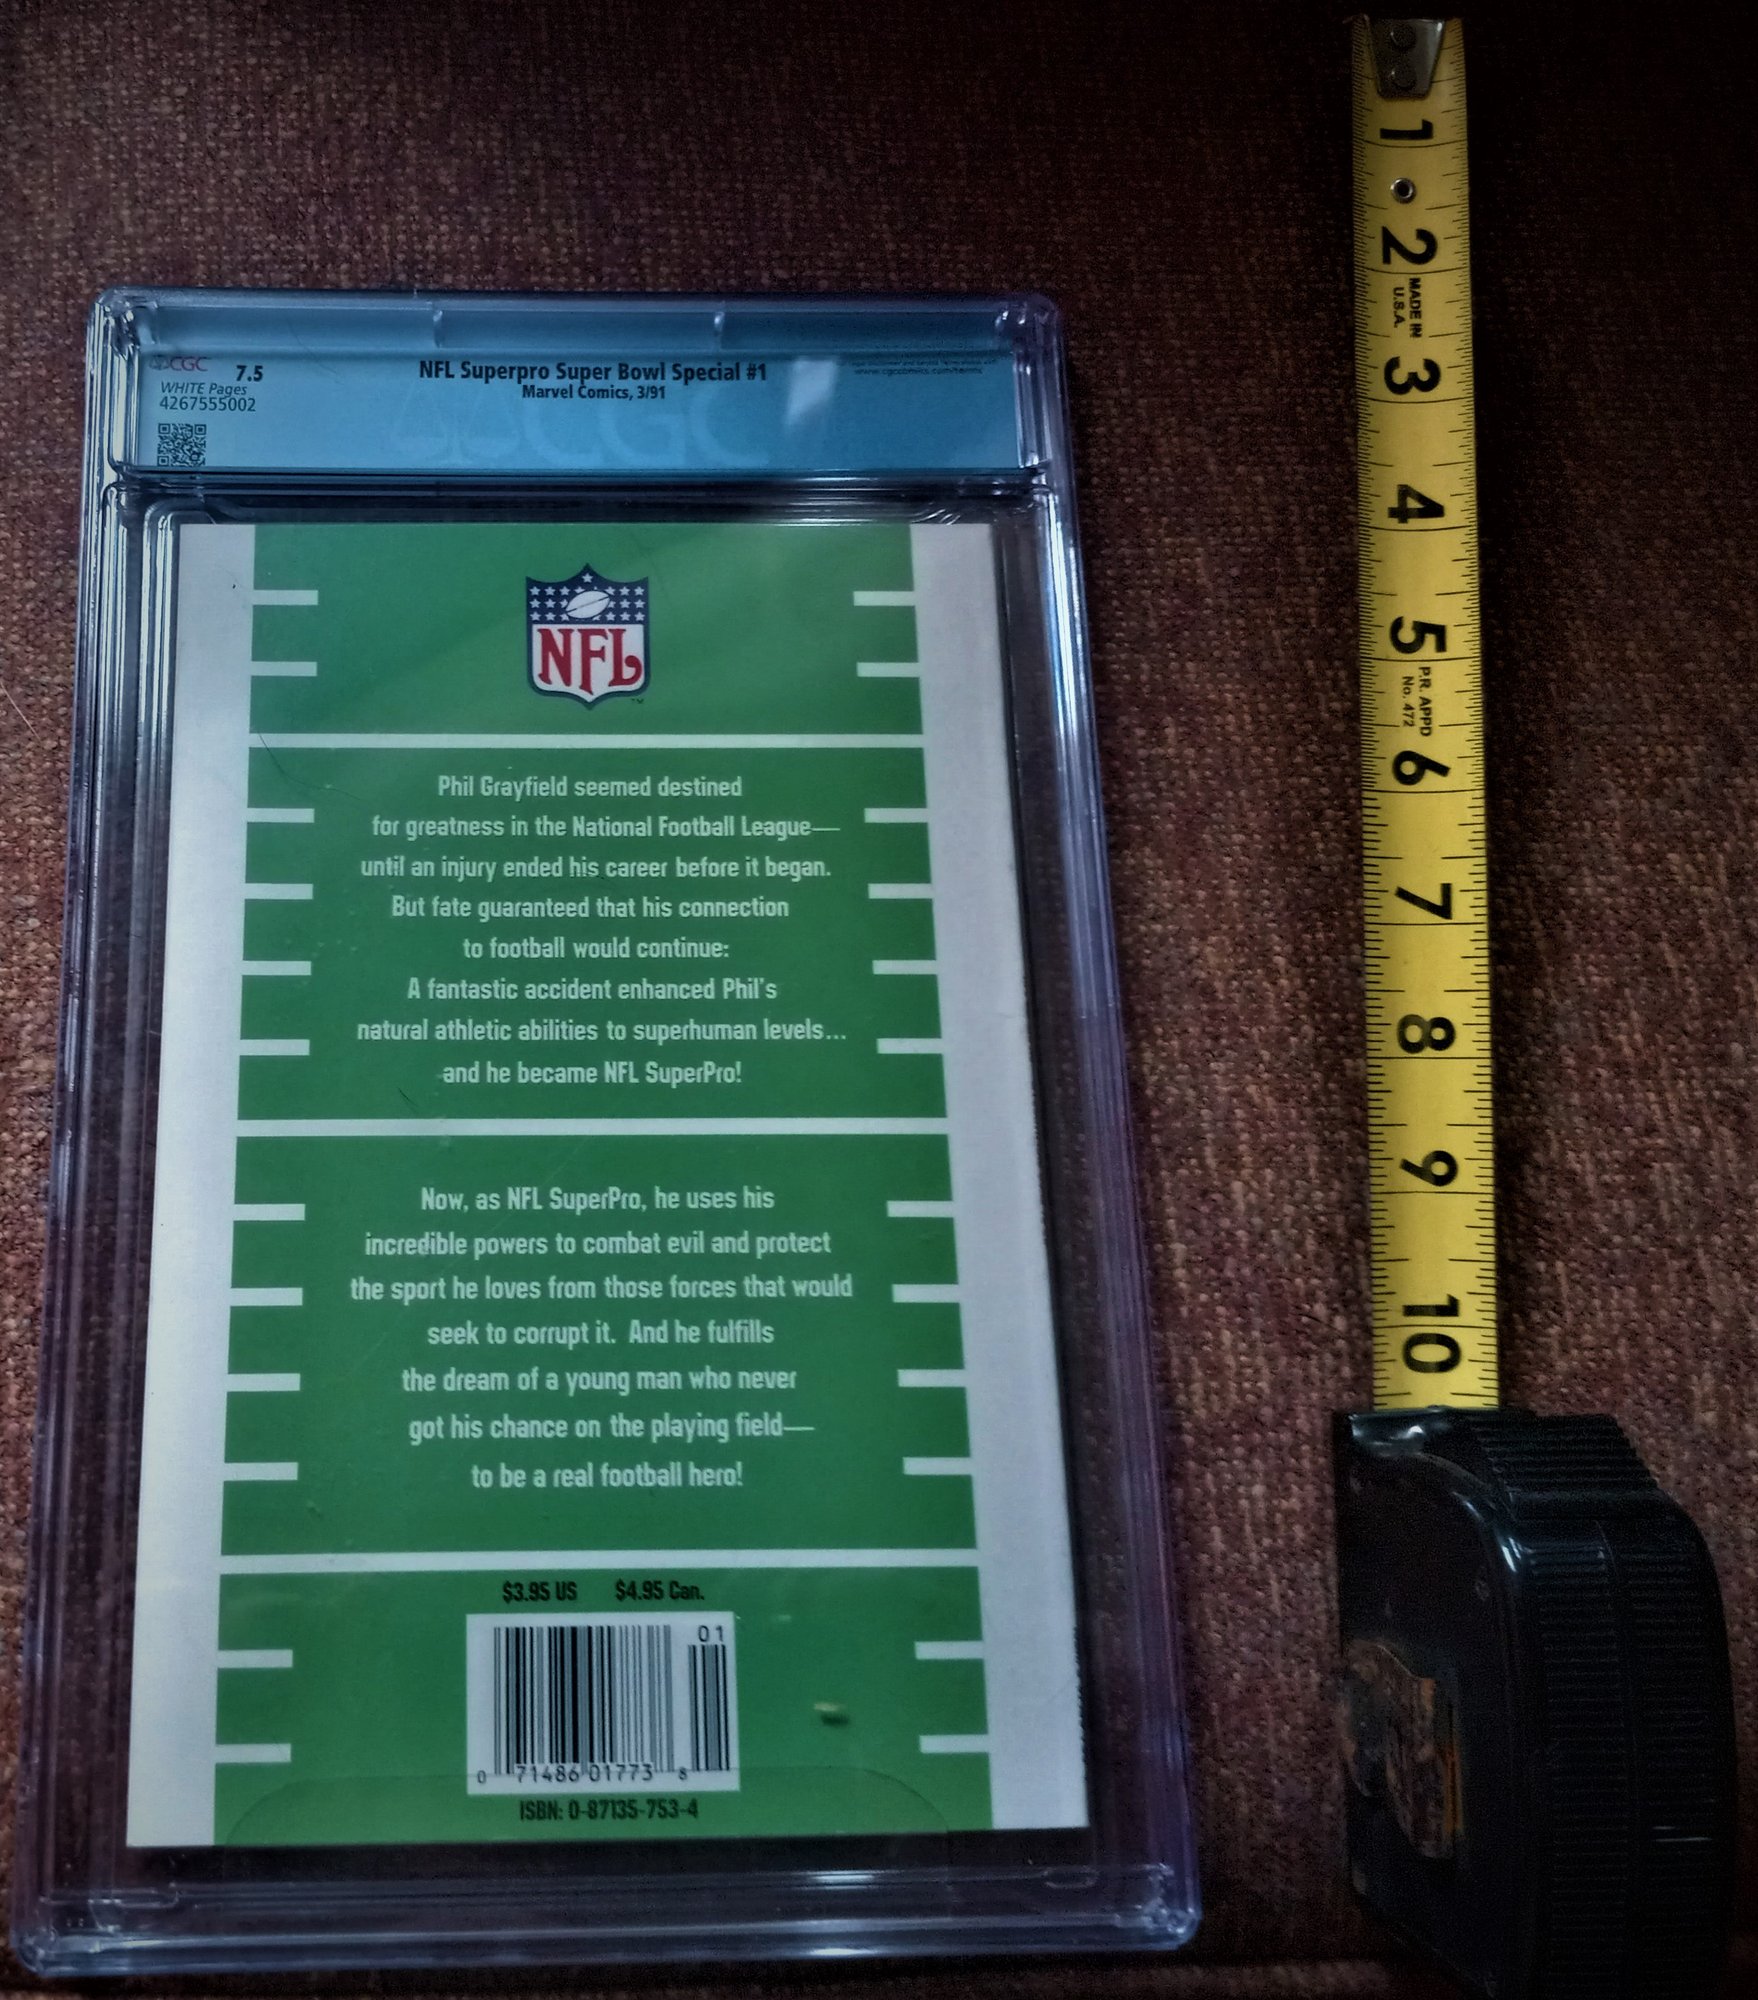 CGC 7.5
WHITE Pages
4267555002
NFL Superpro Super Bowl Special #1
Marvel Comics, 3/91
www.cgccomics.com/terms
CGC
NFL
TM
Phil Grayfield seemed destined
for greatness in the National Football League—
until an injury ended his career before it began.
But fate guaranteed that his connection
to football would continue:
A fantastic accident enhanced Phil's
natural athletic abilities to superhuman levels...
and he became NFL SuperPro!
Now, as NFL SuperPro, he uses his
incredible powers to combat evil and protect
the sport he loves from those forces that would
seek to corrupt it. And he fulfills
the dream of a young man who never
got his chance on the playing field—
to be a real football hero!
$3.95 US $4.95 Can.
01
0 71486 01773 8
ISBN: 0-87135-753-4
1
2
MADE IN
U.S.A.
3
4
5
P.R. APPD
No. 472
6
7
8
9
10